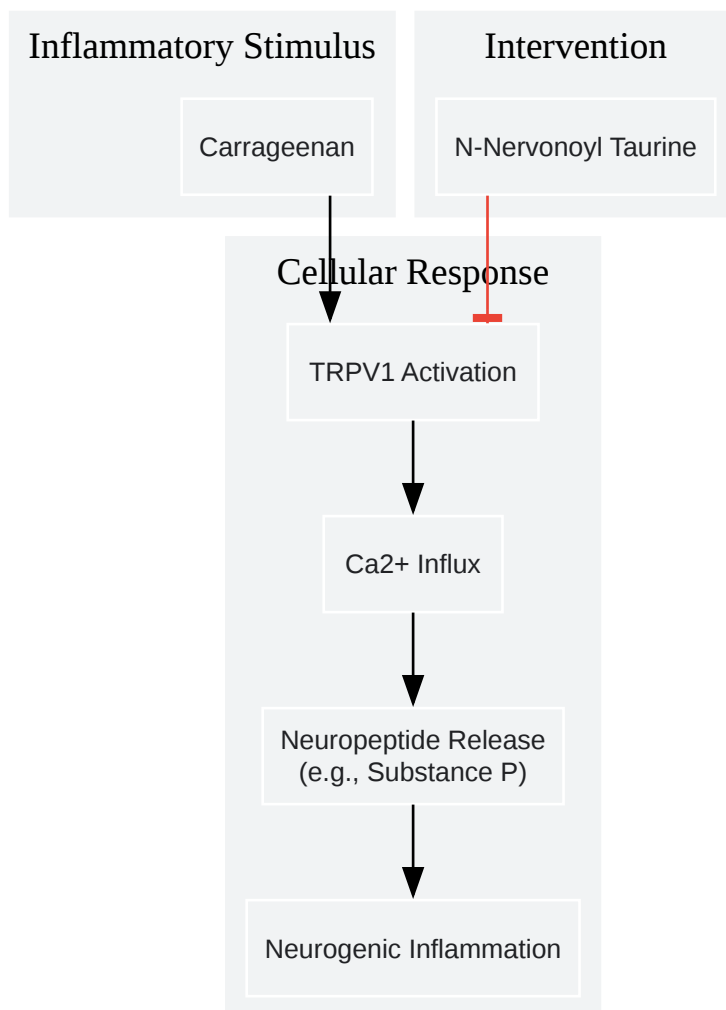 Inflammatory Stimulus
Intervention
Carrageenan
N-Nervonoyl Taurine
Cellular Response
TRPV1 Activation
Ca2+ Influx
Neuropeptide Release
(e.g., Substance P)
Neurogenic Inflammation